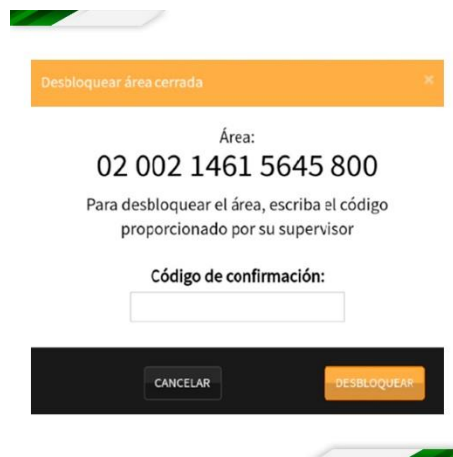 Desbloquear área cerrada ×
Área:
02 002 1461 5645 800
Para desbloquear el área, escriba el código
proporcionado por su supervisor
Código de confirmación:
CANCELAR
DESBLOQUEAR